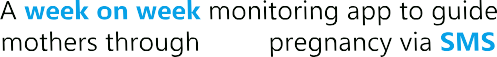 A week on week monitoring app to guide
mothers through pregnancy via SMS